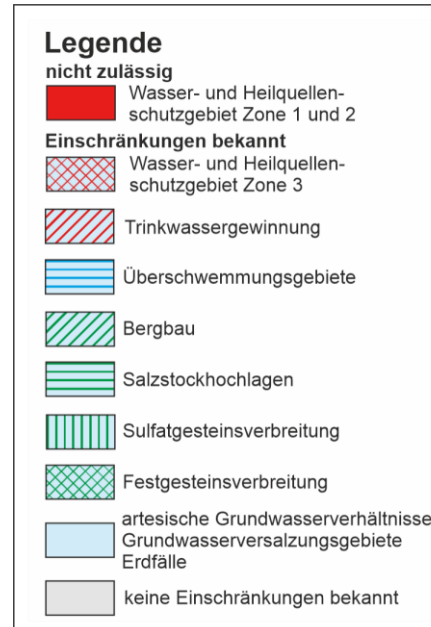 Legende
nicht zulässig
Wasser- und Heilquellen-
schutzgebiet Zone 1 und 2
Einschränkungen bekannt
Wasser- und Heilquellen-
schutzgebiet Zone 3
Trinkwassergewinnung
Überschwemmungsgebiete
Bergbau
Salzstockhochlagen
Sulfatgesteinsverbreitung
Festgesteinsverbreitung
artesische Grundwasserverhältnisse
Grundwasserversalzungsgebiete
Erdfälle
keine Einschränkungen bekannt